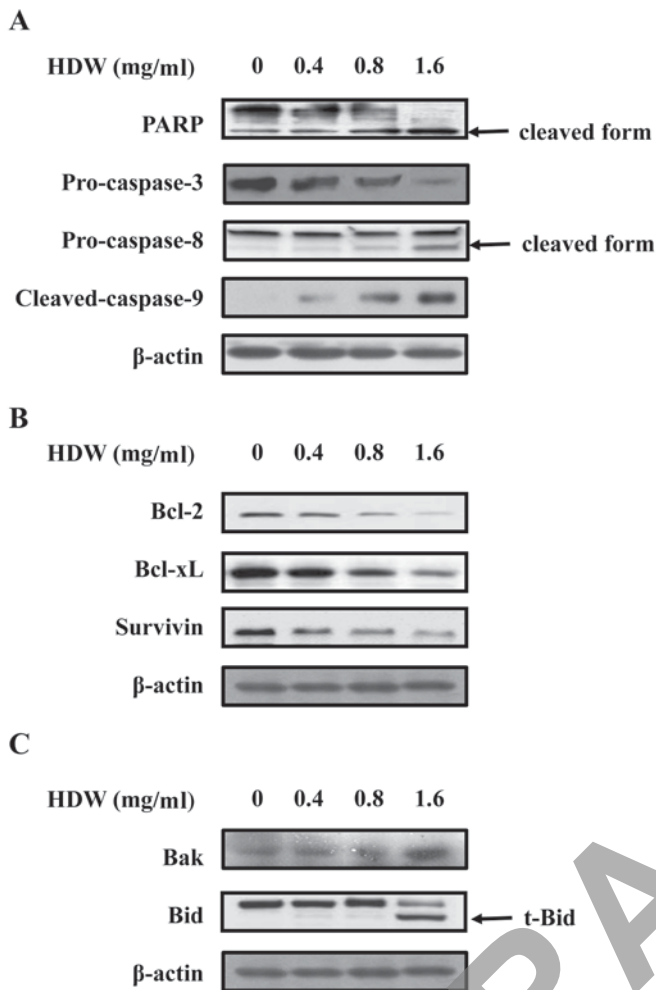 A
HDW (mg/ml) 0 0.4 0.8 1.6
PARP cleaved form
Pro-caspase-3
Pro-caspase-8 cleaved form
Cleaved-caspase-9
β-actin
B
HDW (mg/ml) 0 0.4 0.8 1.6
Bcl-2
Bcl-xL
Survivin
β-actin
C
HDW (mg/ml) 0 0.4 0.8 1.6
Bak
Bid t-Bid
β-actin
PA